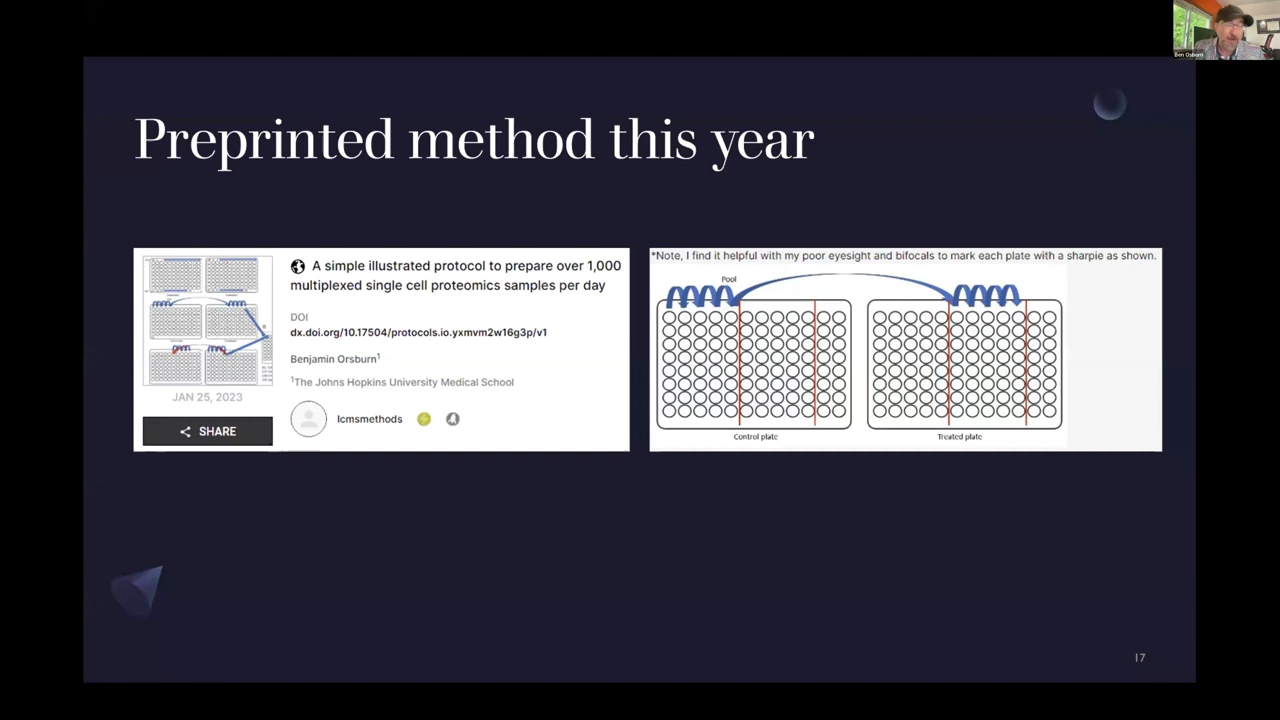 Ben Osborn
Preprinted method this year
A simple illustrated protocol to prepare over 1,000
multiplexed single cell proteomics samples per day
DOI
dx.doi.org/10.17504/protocols.io.yxmvm2w16g3p/v1
Benjamin Orsburn1
1The Johns Hopkins University Medical School
JAN 25, 2023
lcmsmethods
SHARE
*Note, I find it helpful with my poor eyesight and bifocals to mark each plate with a sharpie as shown.
Pool
Control plate
Treated plate
17